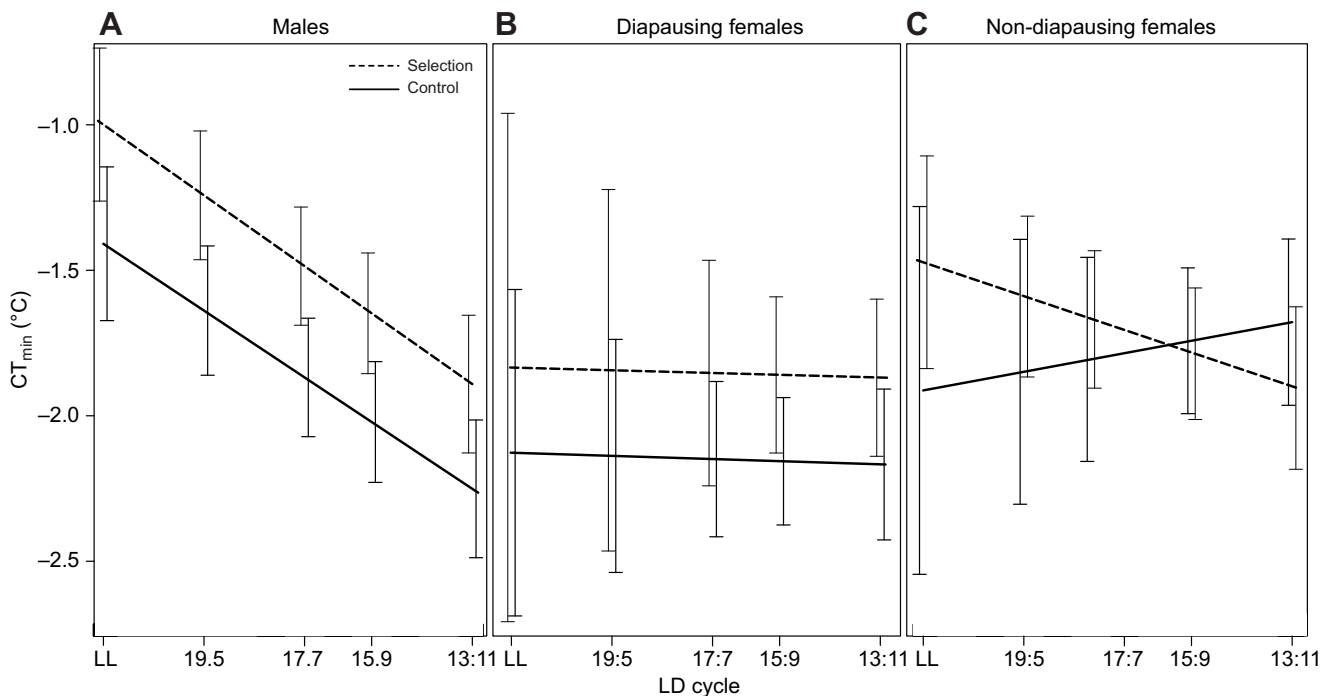 A
Males
B
Diapausing females
C
Non-diapausing females
Selection
Control
CTmin (°C)
–1.0
–1.5
–2.0
–2.5
LL
19.5
17.7
15.9
13:11
LL
19:5
17:7
15:9
13:11
LL
19:5
17:7
15:9
13:11
LD cycle